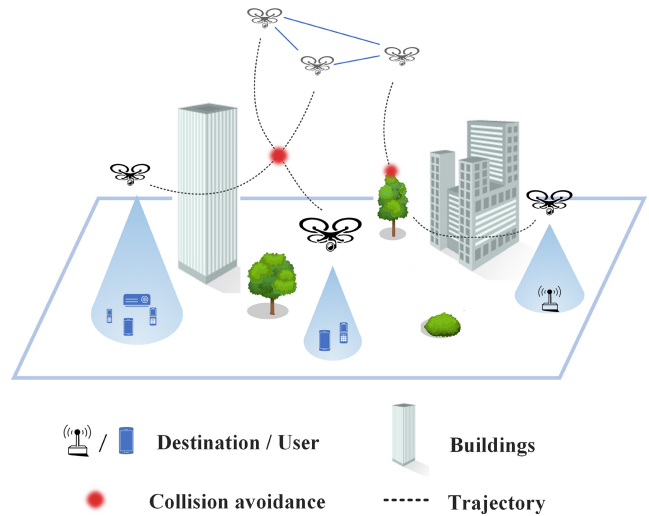 / Destination / User
Buildings
Collision avoidance
Trajectory